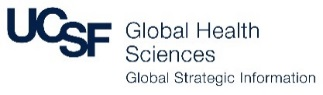 UCSF Global Health
Sciences
Global Strategic Information